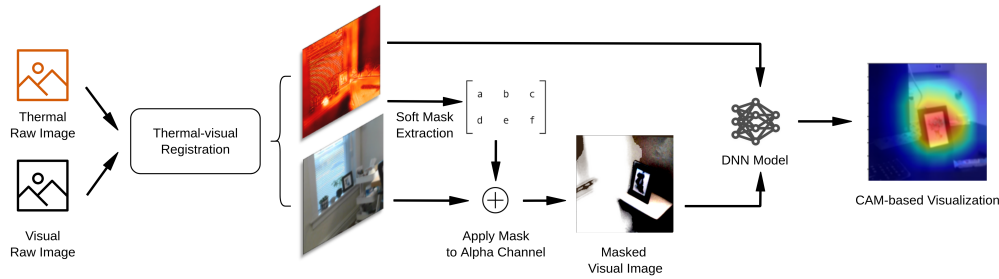 Thermal
Raw Image
Visual
Raw Image
Thermal-visual
Registration
Soft Mask
Extraction
a b c
d e f
Apply Mask
to Alpha Channel
Masked
Visual Image
DNN Model
CAM-based Visualization